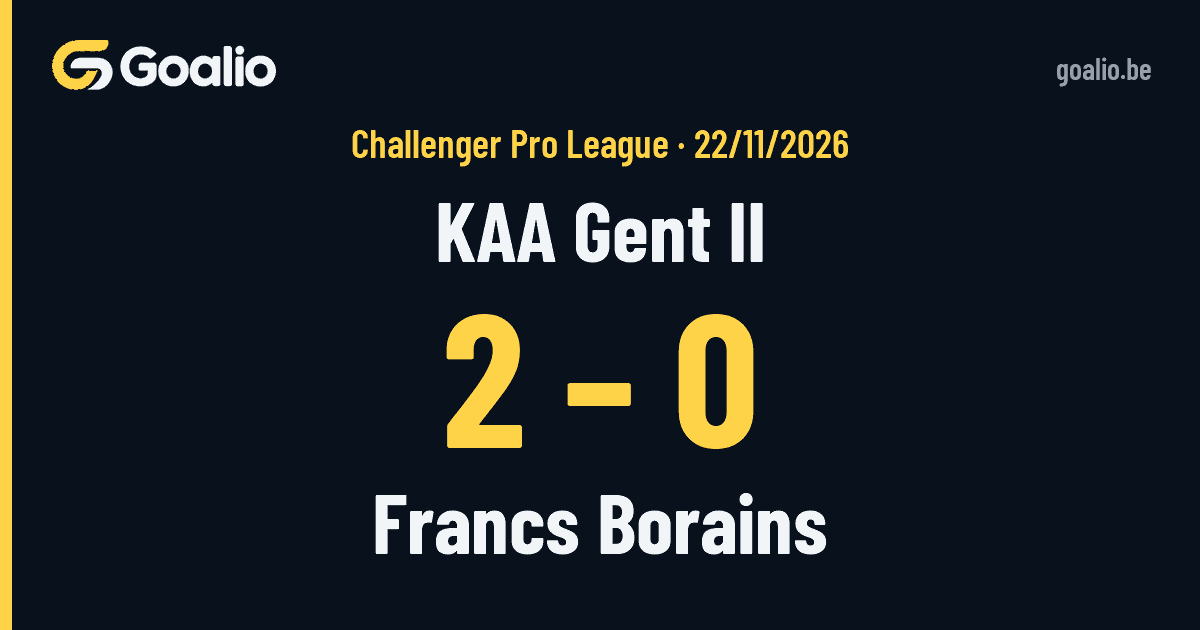 Goalio
goalio.be
Challenger Pro League · 22/11/2026
KAA Gent II
2 – 0
Francs Borains